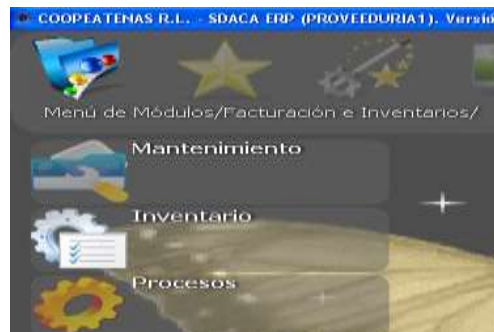 COOPEATENAS R.L. - SDACA ERP (PROVEEDURIA1). Versió
Menú de Módulos/Facturación e Inventarios/
Mantenimiento
Inventario
Procesos